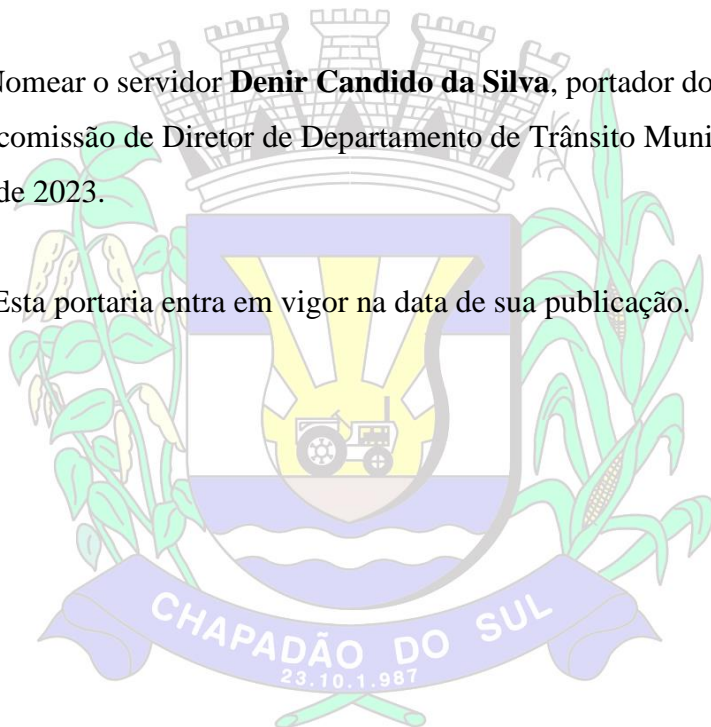 Nomear o servidor Denir Candido da Silva, portador do
comissão de Diretor de Departamento de Trânsito Muni
de 2023.
Esta portaria entra em vigor na data de sua publicação.
CHAPADÃO DO SUL
23.10.1.987